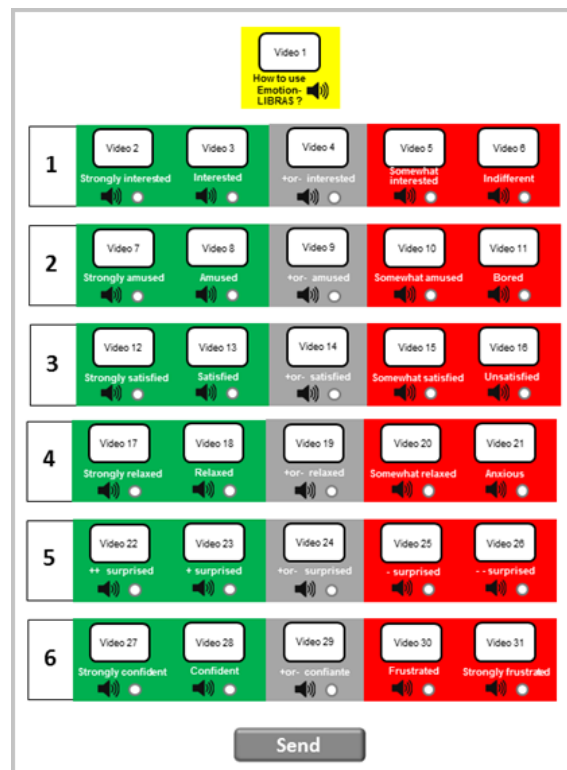 Video 1
How to use
Emotion-
LIBRAS ?
1
Video 2
Video 3
Video 4
Video 5
Video 6
Strongly interested
Interested
+or- interested
Somewhat
interested
Indifferent
2
Video 7
Video 8
Video 9
Video 10
Video 11
Strongly amused
Amused
+or- amused
Somewhat amused
Bored
3
Video 12
Video 13
Video 14
Video 15
Video 16
Strongly satisfied
Satisfied
+or- satisfied
Somewhat satisfied
Unsatisfied
4
Video 17
Video 18
Video 19
Video 20
Video 21
Strongly relaxed
Relaxed
+or- relaxed
Somewhat relaxed
Anxious
5
Video 22
Video 23
Video 24
Video 25
Video 26
++ surprised
+ surprised
+or- surprised
- surprised
- - surprised
6
Video 27
Video 28
Video 29
Video 30
Video 31
Strongly confident
Confident
+or- confiante
Frustrated
Strongly frustrated
Send